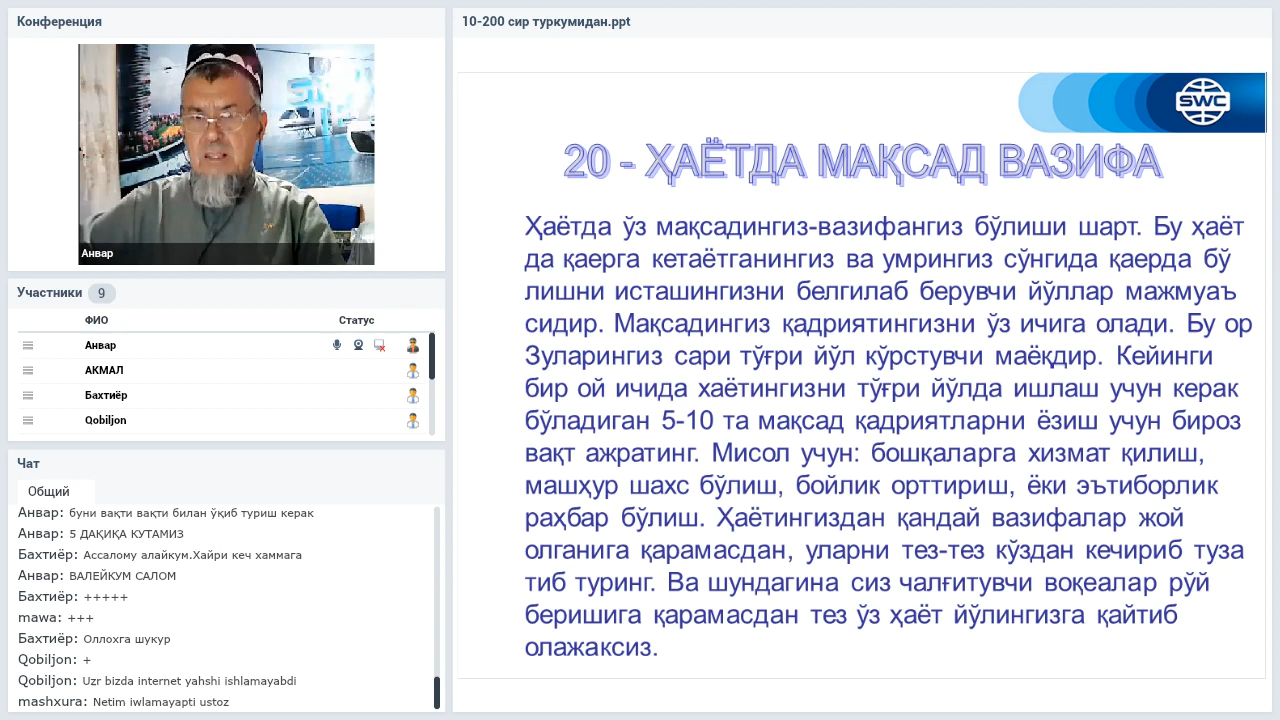 Конференция
Анвар
Участники 9
ФИО Статус
Анвар
АКМАЛ
Бахтиёр
Qobiljon
Чат
Общий
Анвар: буни вақти вақти билан ўқиб туриш керак
Анвар: 5 ДАҚИҚА КУТАМИЗ
Бахтиёр: Ассалому алайкум.Хайри кеч хаммага
Анвар: ВАЛЕЙКУМ САЛОМ
Бахтиёр: +++++
mawa: +++
Бахтиёр: Оллохга шукур
Qobiljon: +
Qobiljon: Uzr bizda internet yahshi ishlamayabdi
mashxura: Netim iwlamayapti ustoz
10-200 сир туркумидан.ppt
SWC
20 - ҲАЁТДА МАҚСАД ВАЗИФА
Ҳаётда ўз мақсадингиз-вазифангиз бўлиши шарт. Бу ҳаёт
да қаерга кетаётганингиз ва умрингиз сўнгида қаерда бў
лишни исташингизни белгилаб берувчи йўллар мажмуаъ
сидир. Мақсадингиз қадриятингизни ўз ичига олади. Бу ор
Зуларингиз сари тўғри йўл кўрстувчи маёқдир. Кейинги
бир ой ичида хаётингизни тўғри йўлда ишлаш учун керак
бўладиган 5-10 та мақсад қадриятларни ёзиш учун бироз
вақт ажратинг. Мисол учун: бошқаларга хизмат қилиш,
машҳур шахс бўлиш, бойлик орттириш, ёки эътиборлик
раҳбар бўлиш. Ҳаётингиздан қандай вазифалар жой
олганига қарамасдан, уларни тез-тез кўздан кечириб туза
тиб туринг. Ва шундагина сиз чалғитувчи воқеалар рўй
беришига қарамасдан тез ўз ҳаёт йўлингизга қайтиб
олажаксиз.